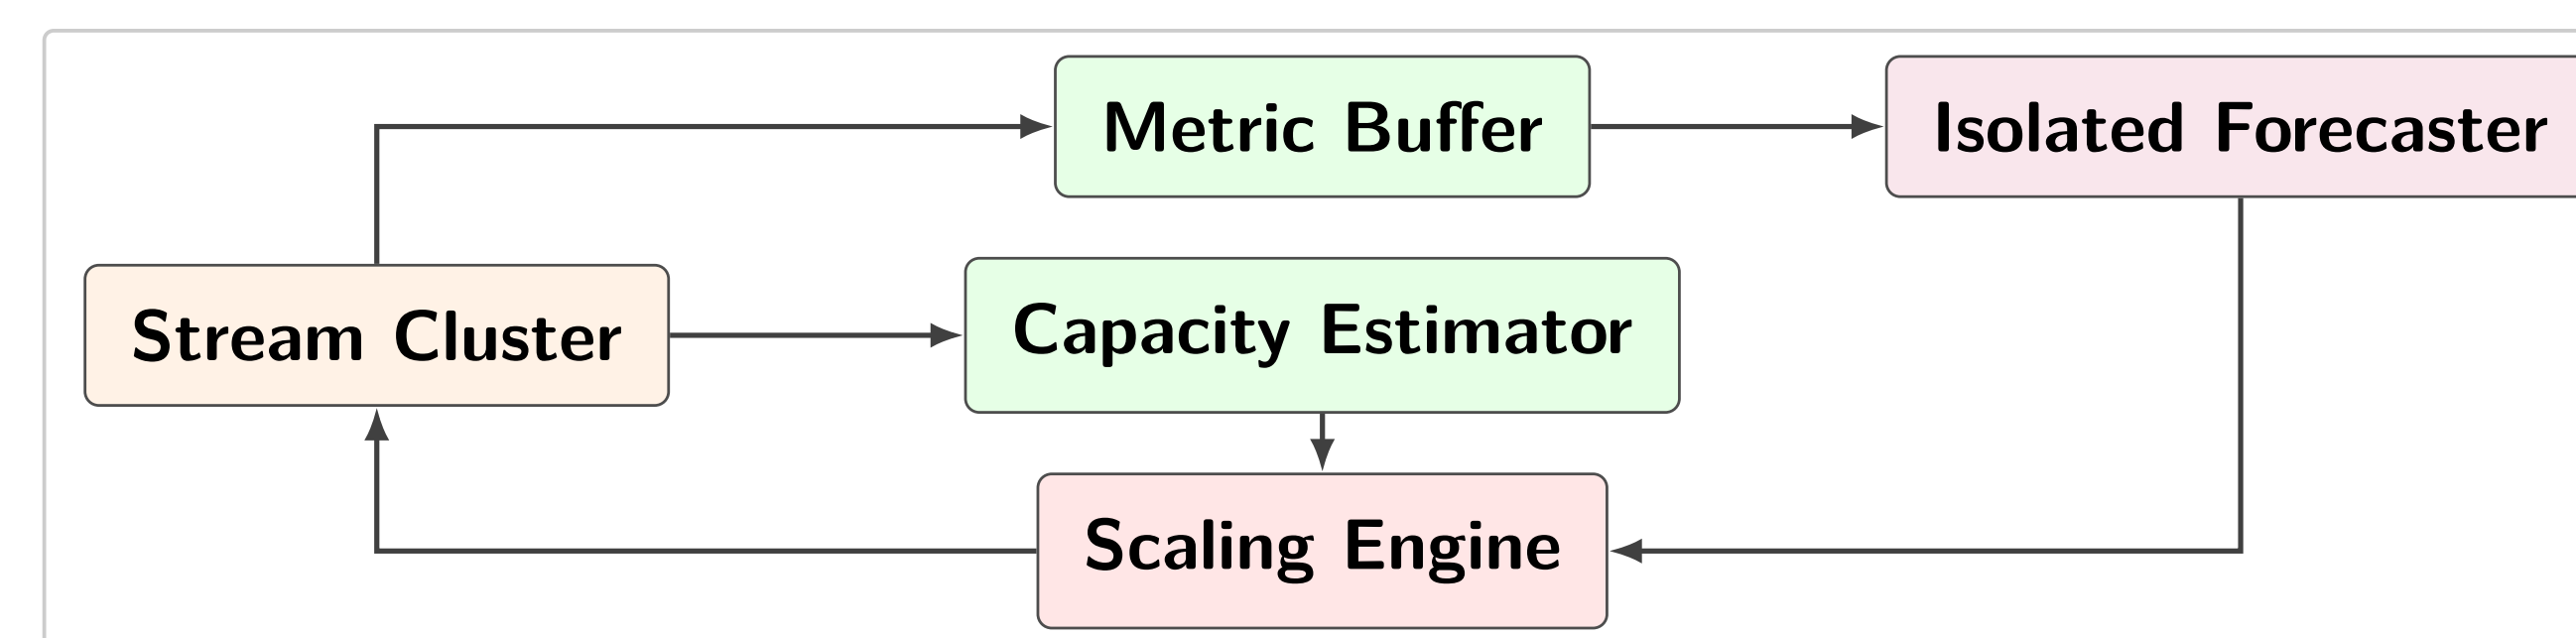 Metric Buffer
Isolated Forecaster
Stream Cluster
Capacity Estimator
Scaling Engine